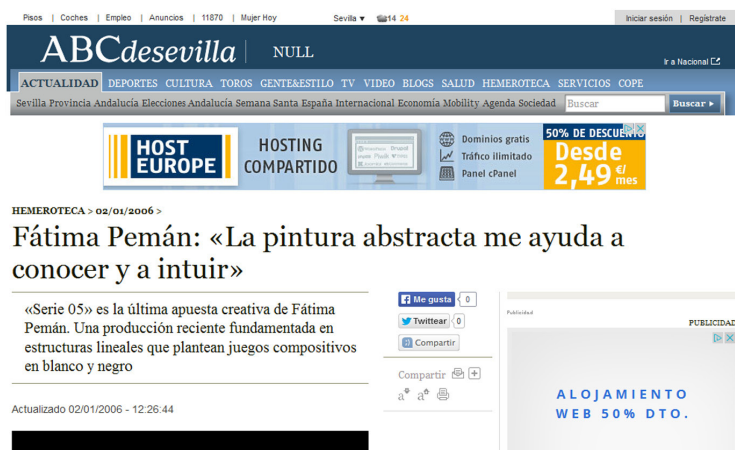 Pisos | Coches | Empleo | Anuncios | 11870 | Mujer Hoy
Sevilla ▾ 14 24
Iniciar sesión | Regístrate
ABCdesevilla | NULL
Ir a Nacional
ACTUALIDAD DEPORTES CULTURA TOROS GENTE&ESTILO TV VIDEO BLOGS SALUD HEMEROTECA SERVICIOS COPE
Sevilla Provincia Andalucía Elecciones Andalucía Semana Santa España Internacional Economía Mobility Agenda Sociedad
Buscar
Buscar ▸
HOST
EUROPE
HOSTING
COMPARTIDO
Dominios gratis
Tráfico ilimitado
Panel cPanel
50% DE DESCUENTO
Desde
2,49 €/mes
HEMEROTECA > 02/01/2006 >
Fátima Pemán: «La pintura abstracta me ayuda a
conocer y a intuir»
«Serie 05» es la última apuesta creativa de Fátima
Pemán. Una producción reciente fundamentada en
estructuras lineales que plantean juegos compositivos
en blanco y negro
Actualizado 02/01/2006 - 12:26:44
Me gusta 0
Twittear 0
Compartir
Compartir
a a
Publicidad
PUBLICIDAD
ALOJAMIENTO
WEB 50% DTO.